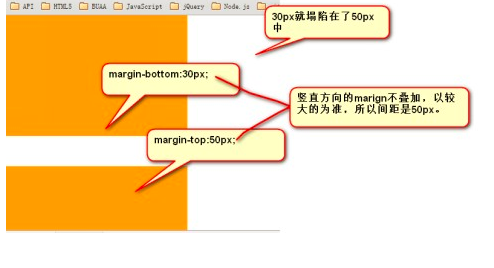 API HTML5 BUAA JavaScript jQuery Node.js
30px就塌陷在了50px
中
margin-bottom:30px;
竖直方向的marign不叠加，以较
大的为准，所以间距是50px。
margin-top:50px;